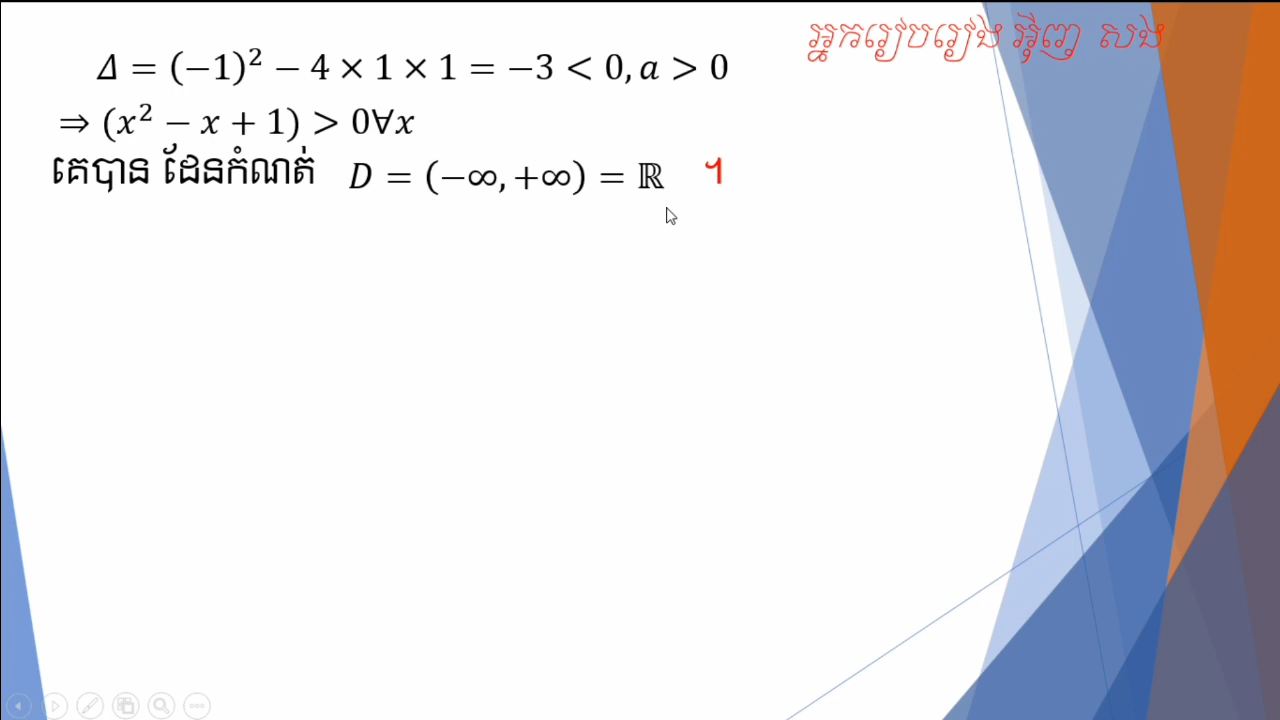 អ្នករៀបរៀង អ៊ុញ សង
Δ = (−1)² − 4 × 1 × 1 = −3 < 0, a > 0
⇒ (x² − x + 1) > 0∀x
គេបាន ដែនកំណត់ D = (−∞, +∞) = ℝ ។